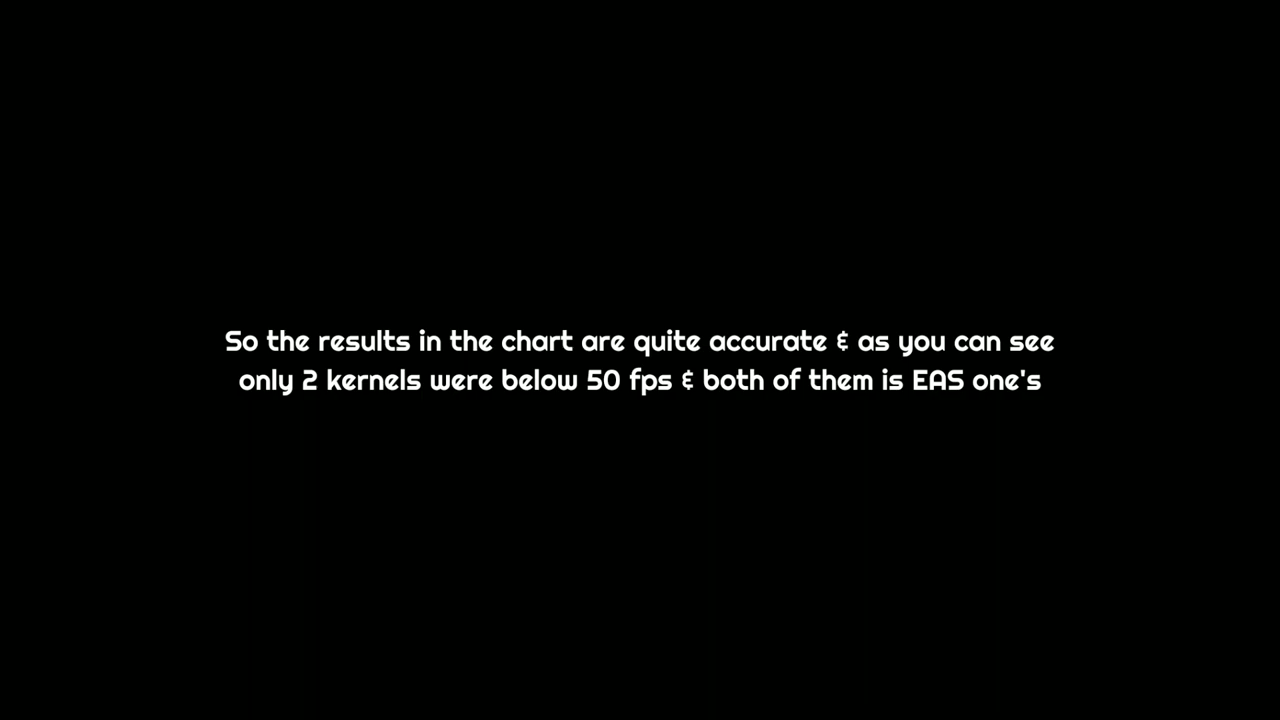 So the results in the chart are quite accurate & as you can see
only 2 kernels were below 50 fps & both of them is EAS one's